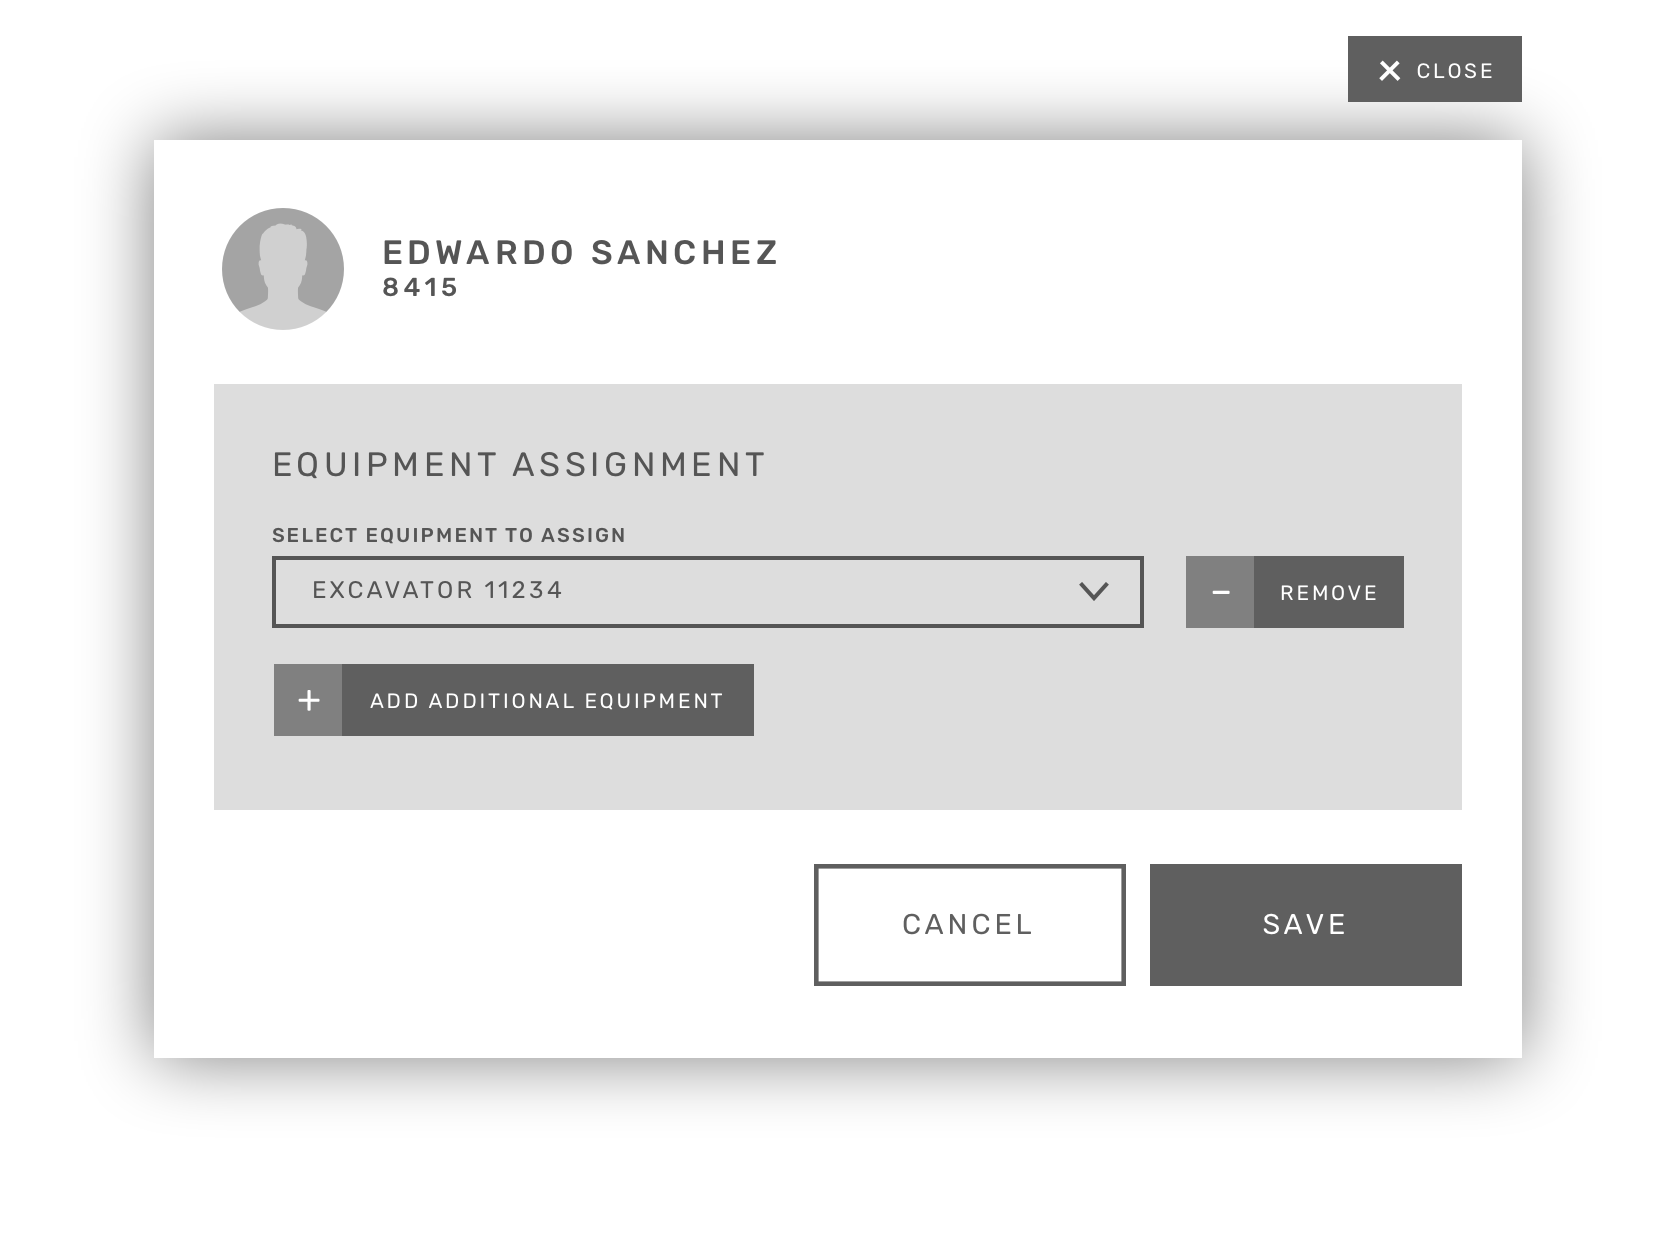 CLOSE
EDWARDO SANCHEZ
8415
EQUIPMENT ASSIGNMENT
SELECT EQUIPMENT TO ASSIGN
EXCAVATOR 11234
REMOVE
ADD ADDITIONAL EQUIPMENT
CANCEL
SAVE